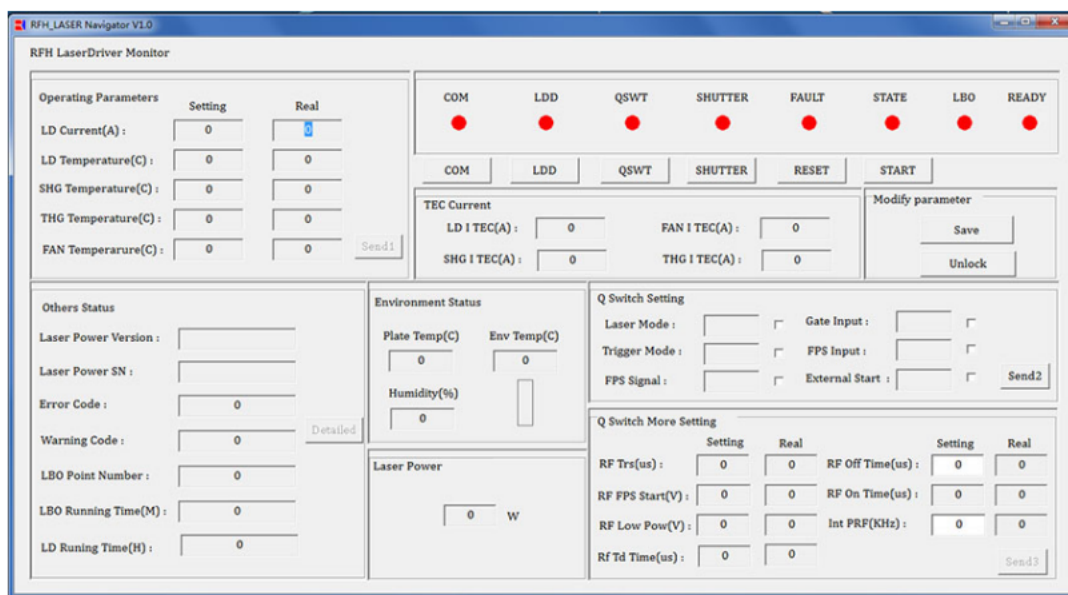 RFH_LASER Navigator V1.0
RFH LaserDriver Monitor
Operating Parameters
Setting Real
LD Current(A) : 0 0
LD Temperature(C) : 0 0
SHG Temperature(C) : 0 0
THG Temperature(C) : 0 0
FAN Temperarure(C) : 0 0
Send1
COM LDD QSWT SHUTTER FAULT STATE LBO READY
COM LDD QSWT SHUTTER RESET START
TEC Current
LD I TEC(A) : 0 FAN I TEC(A) : 0
SHG I TEC(A) : 0 THG I TEC(A) : 0
Modify parameter
Save
Unlock
Others Status
Laser Power Version :
Laser Power SN :
Error Code : 0
Warning Code : 0
LBO Point Number : 0
LBO Running Time(M) : 0
LD Runing Time(H) : 0
Detailed
Environment Status
Plate Temp(C) Env Temp(C)
0 0
Humidity(%)
0
Laser Power
0 W
Q Switch Setting
Laser Mode : Gate Input :
Trigger Mode : FPS Input :
FPS Signal : External Start :
Send2
Q Switch More Setting
Setting Real Setting Real
RF Trs(us) : 0 0 RF Off Time(us) : 0 0
RF FPS Start(V) : 0 0 RF On Time(us) : 0 0
RF Low Pow(V) : 0 0 Int PRF(KHz) : 0 0
Rf Td Time(us) : 0 0
Send3